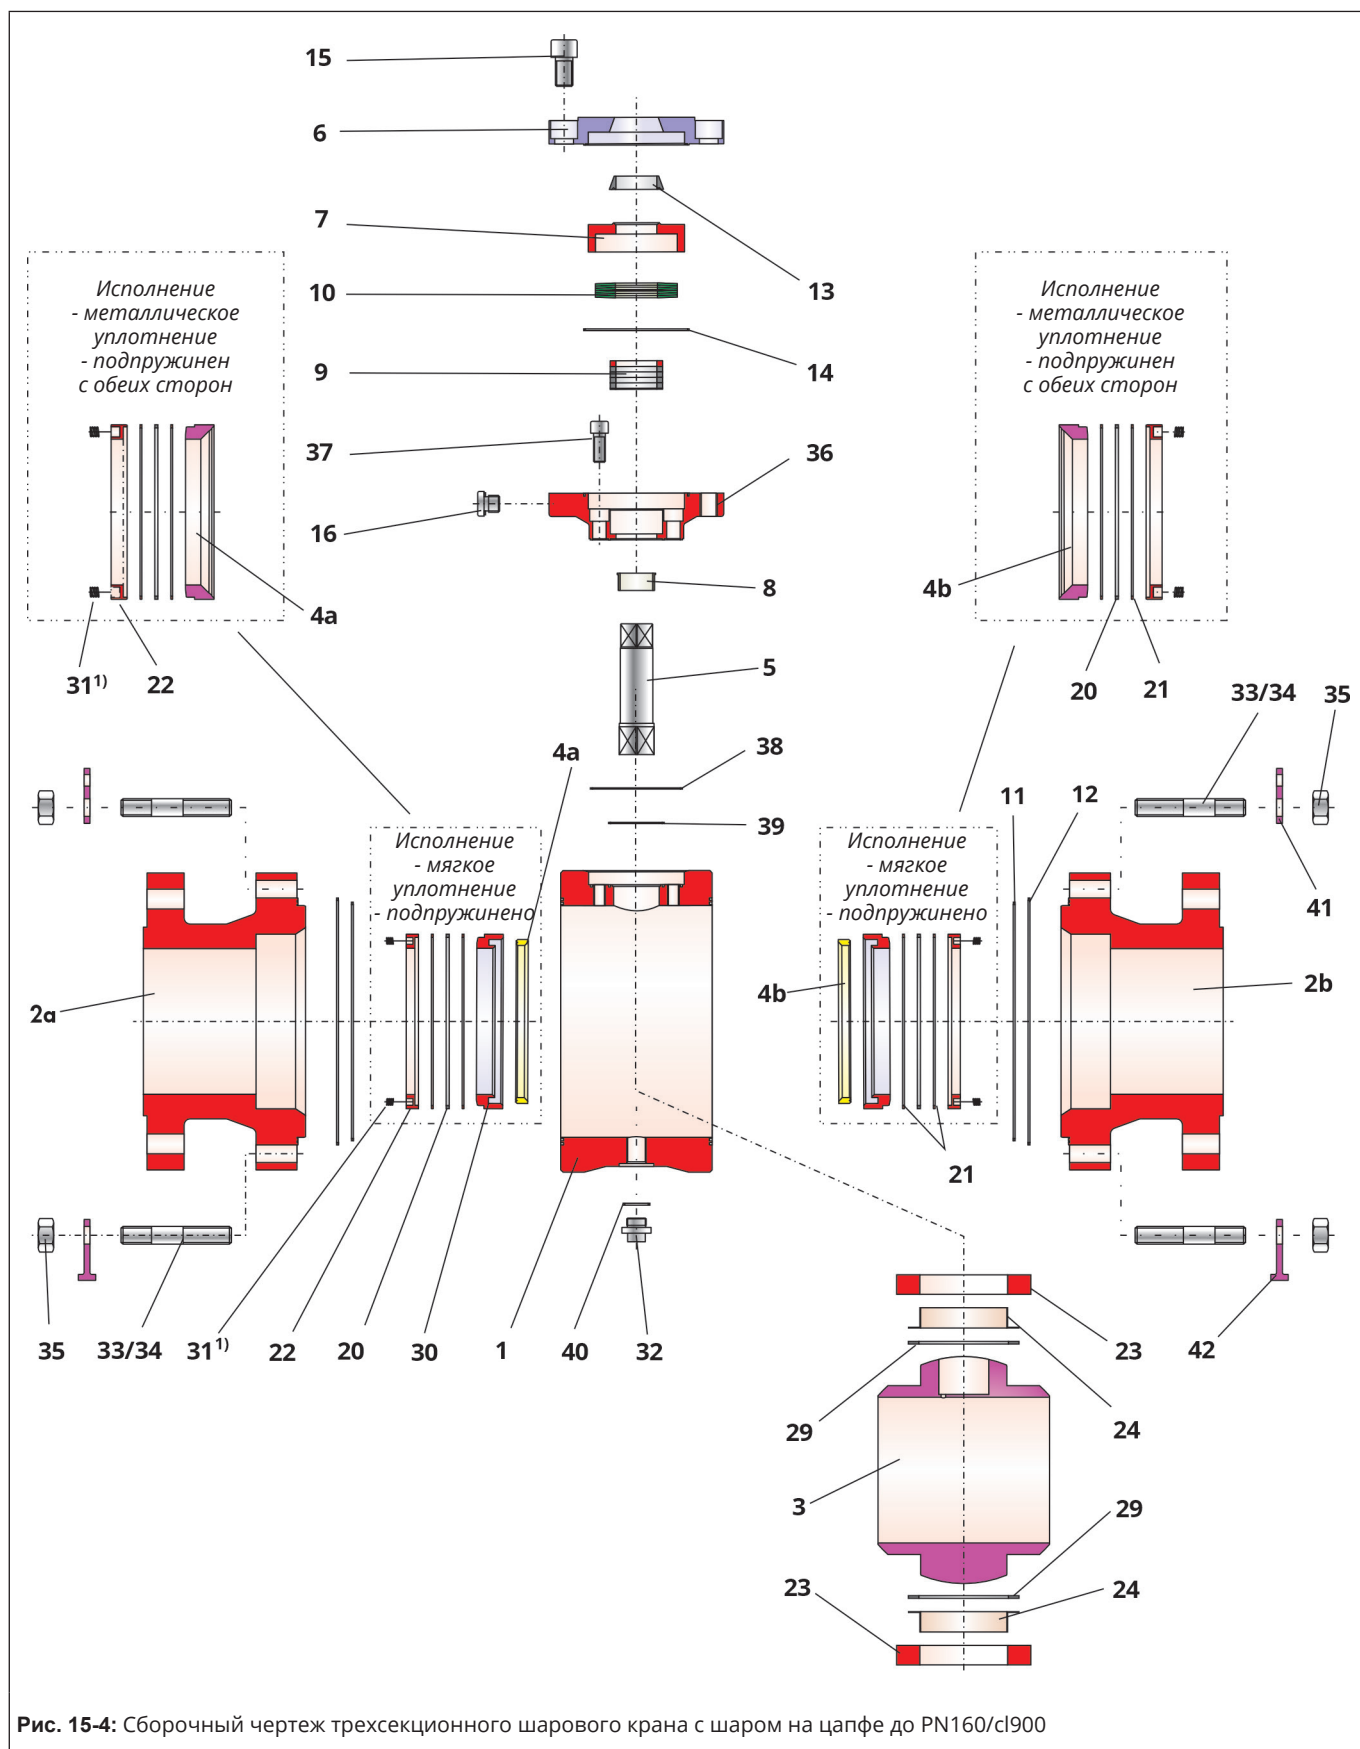 15
6
13
7
10
13
14
9
37
36
16
8
5
38
39
Исполнение
- металлическое
уплотнение
- подпружинен
с обеих сторон
4a
31¹⁾
22
Исполнение
- металлическое
уплотнение
- подпружинен
с обеих сторон
4b
20
21
33/34
35
4a
11
12
41
Исполнение
- мягкое
уплотнение
- подпружинено
Исполнение
- мягкое
уплотнение
- подпружинено
2a
4b
2b
21
35
33/34
31¹⁾
22
20
30
1
40
32
23
42
29
24
3
29
23
24
23
Рис. 15-4: Сборочный чертеж трехсекционного шарового крана с шаром на цапфе до PN160/cl900